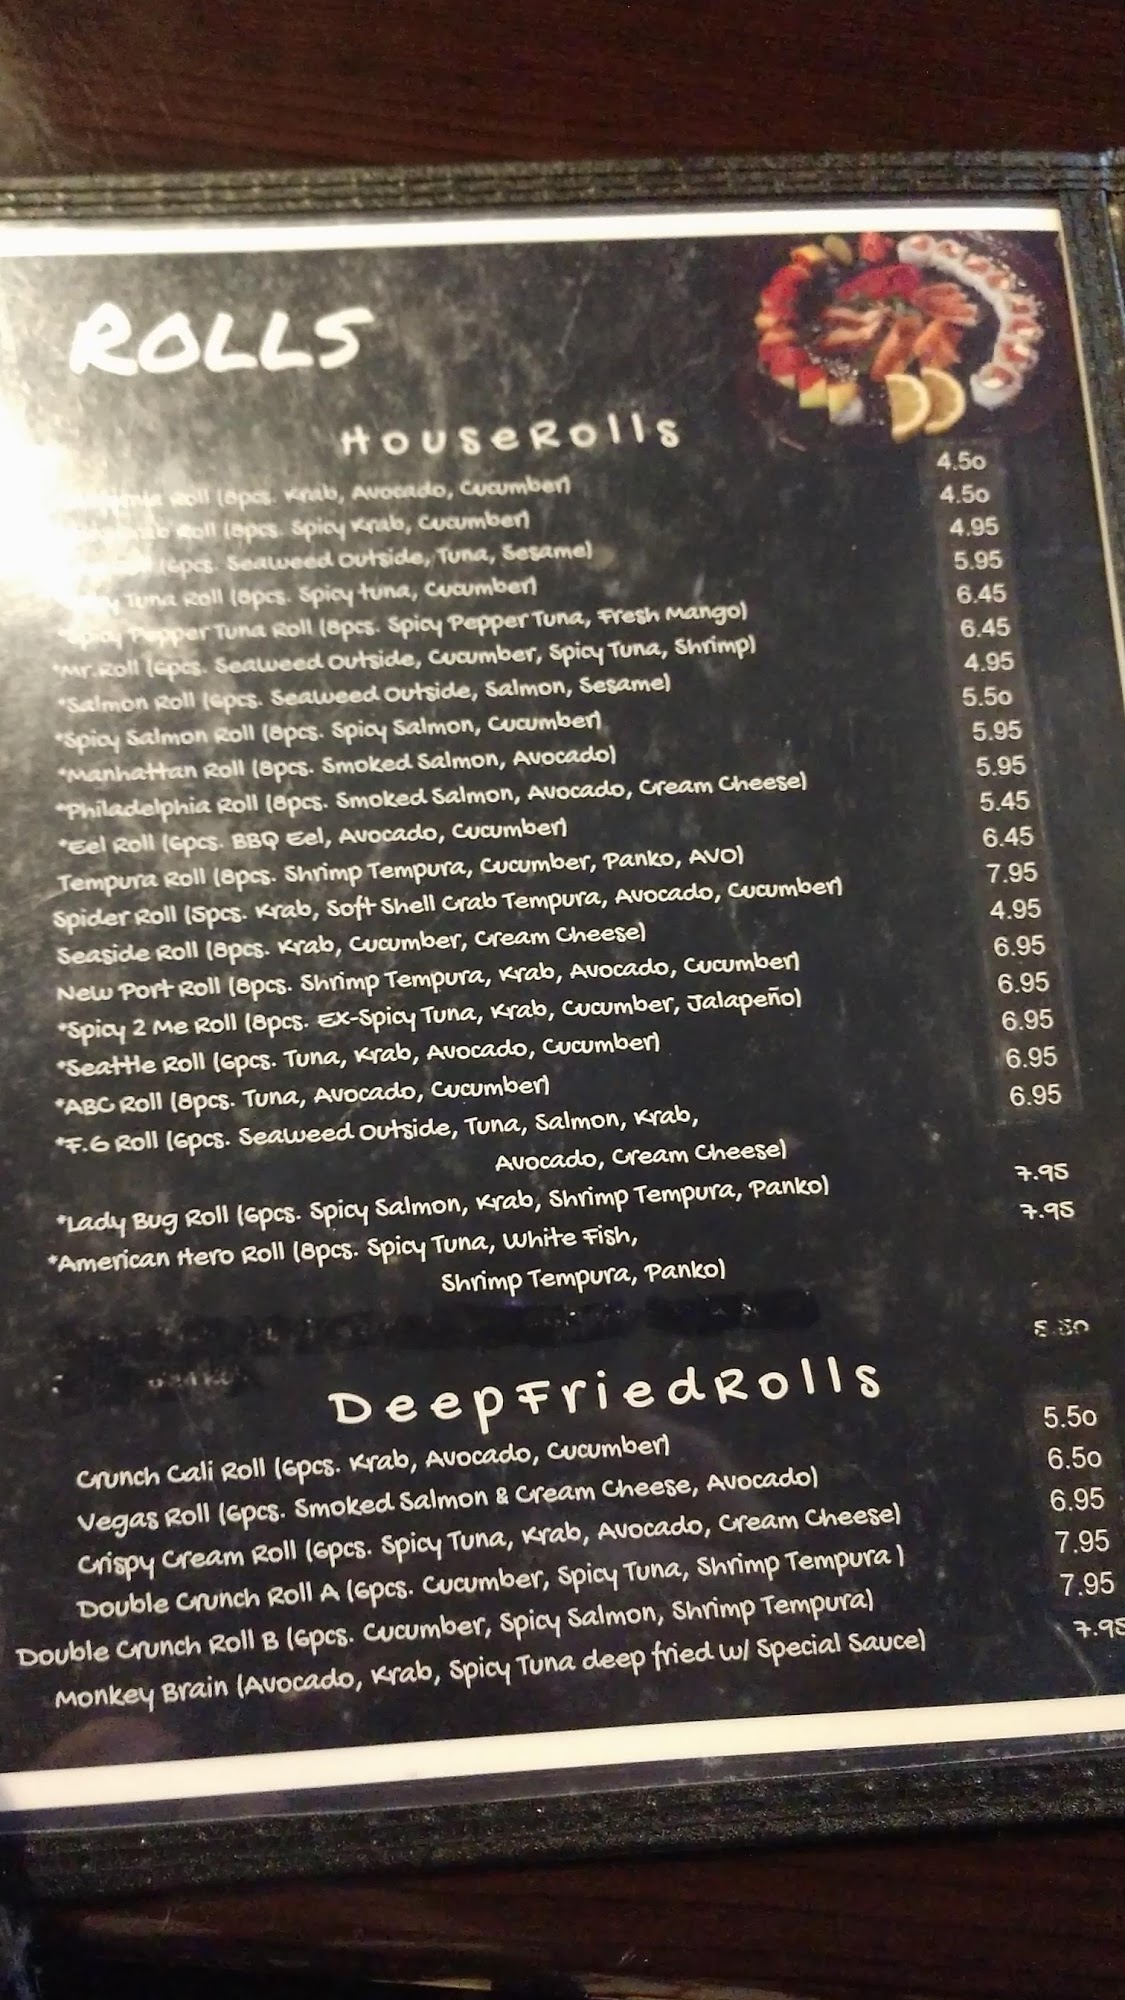 ROLLS
HouseRolls
Roll (8pcs. Krab, Avocado, Cucumber) 4.50
Roll (8pcs. Spicy Krab, Cucumber) 4.50
(6pcs. Seaweed Outside, Tuna, Sesame) 4.95
Tuna Roll (8pcs. Spicy tuna, Cucumber) 5.95
*Spicy Pepper Tuna Roll (8pcs. Spicy Pepper Tuna, Fresh Mango) 6.45
*Mr.Roll (6pcs. Seaweed Outside, Cucumber, Spicy Tuna, Shrimp) 6.45
*Salmon Roll (6pcs. Seaweed Outside, Salmon, Sesame) 4.95
*Spicy Salmon Roll (8pcs. Spicy Salmon, Cucumber) 5.50
*Manhattan Roll (8pcs. Smoked Salmon, Avocado) 5.95
*Philadelphia Roll (8pcs. Smoked Salmon, Avocado, Cream Cheese) 5.95
*Eel Roll (6pcs. BBQ Eel, Avocado, Cucumber) 5.45
Tempura Roll (8pcs. Shrimp Tempura, Cucumber, Panko, AVO) 6.45
Spider Roll (5pcs. Krab, Soft Shell Crab Tempura, Avocado, Cucumber) 7.95
Seaside Roll (8pcs. Krab, Cucumber, Cream Cheese) 4.95
New Port Roll (8pcs. Shrimp Tempura, Krab, Avocado, Cucumber) 6.95
*Spicy 2 Me Roll (8pcs. EX-Spicy Tuna, Krab, Cucumber, Jalapeño) 6.95
*Seattle Roll (6pcs. Tuna, Krab, Avocado, Cucumber) 6.95
*ABC Roll (8pcs. Tuna, Avocado, Cucumber) 6.95
*F.G Roll (6pcs. Seaweed Outside, Tuna, Salmon, Krab, 6.95
Avocado, Cream Cheese)
*Lady Bug Roll (6pcs. Spicy Salmon, Krab, Shrimp Tempura, Panko) 7.95
*American Hero Roll (8pcs. Spicy Tuna, White Fish, 7.95
Shrimp Tempura, Panko)
DeepFriedRolls
Crunch Cali Roll (6pcs. Krab, Avocado, Cucumber) 5.50
Vegas Roll (6pcs. Smoked Salmon & Cream Cheese, Avocado) 6.50
Crispy Cream Roll (6pcs. Spicy Tuna, Krab, Avocado, Cream Cheese) 6.95
Double Crunch Roll A (6pcs. Cucumber, Spicy Tuna, Shrimp Tempura ) 7.95
Double Crunch Roll B (6pcs. Cucumber, Spicy Salmon, Shrimp Tempura) 7.95
Monkey Brain (Avocado, Krab, Spicy Tuna deep fried w/ Special Sauce) 7.95